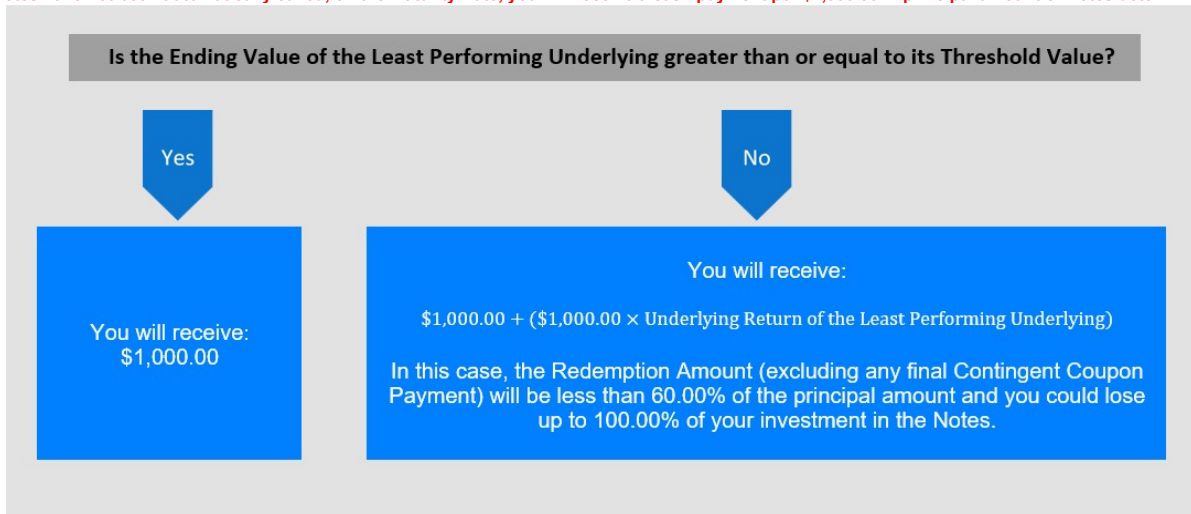 Is the Ending Value of the Least Performing Underlying greater than or equal to its Threshold Value?
Yes
No
You will receive:
$1,000.00
You will receive:
$1,000.00 + ($1,000.00 × Underlying Return of the Least Performing Underlying)
In this case, the Redemption Amount (excluding any final Contingent Coupon
Payment) will be less than 60.00% of the principal amount and you could lose
up to 100.00% of your investment in the Notes.